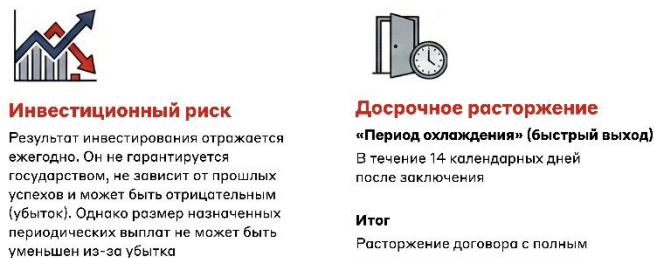 Инвестиционный риск
Результат инвестирования отражается
ежегодно. Он не гарантируется
государством, не зависит от прошлых
успехов и может быть отрицательным
(убыток). Однако размер назначенных
периодических выплат не может быть
уменьшен из-за убытка
Досрочное расторжение
«Период охлаждения» (быстрый выход)
В течение 14 календарных дней
после заключения
Итог
Расторжение договора с полным